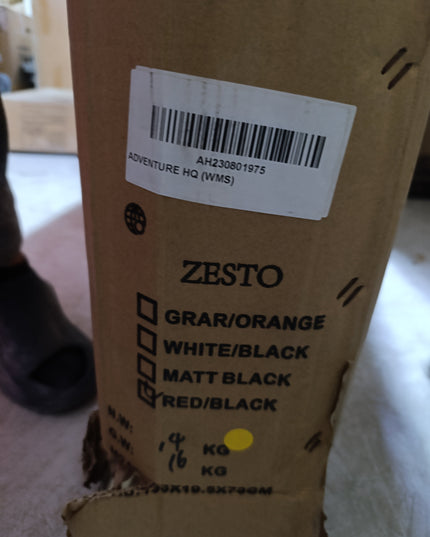 AH230801975
ADVENTURE HQ (WMS)
ZESTO
GRAR/ORANGE
WHITE/BLACK
MATT BLACK
RED/BLACK
N.W: 14 KG
G.W: 16 KG